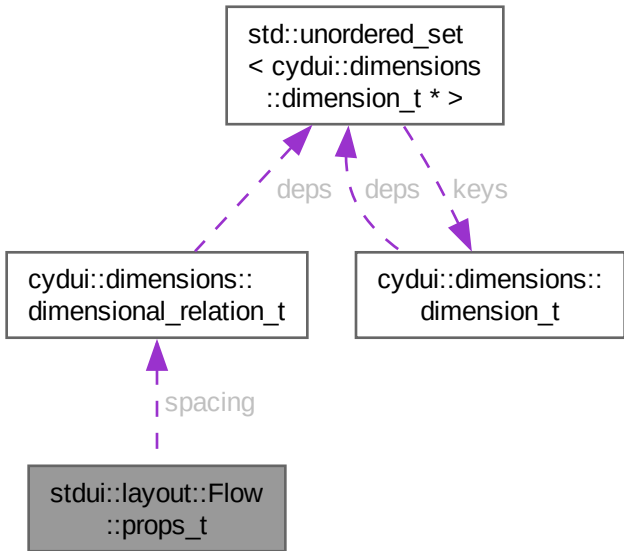 std::unordered_set
< cydui::dimensions
::dimension_t * >
deps
deps
keys
cydui::dimensions::
dimensional_relation_t
cydui::dimensions::
dimension_t
spacing
stdui::layout::Flow
::props_t